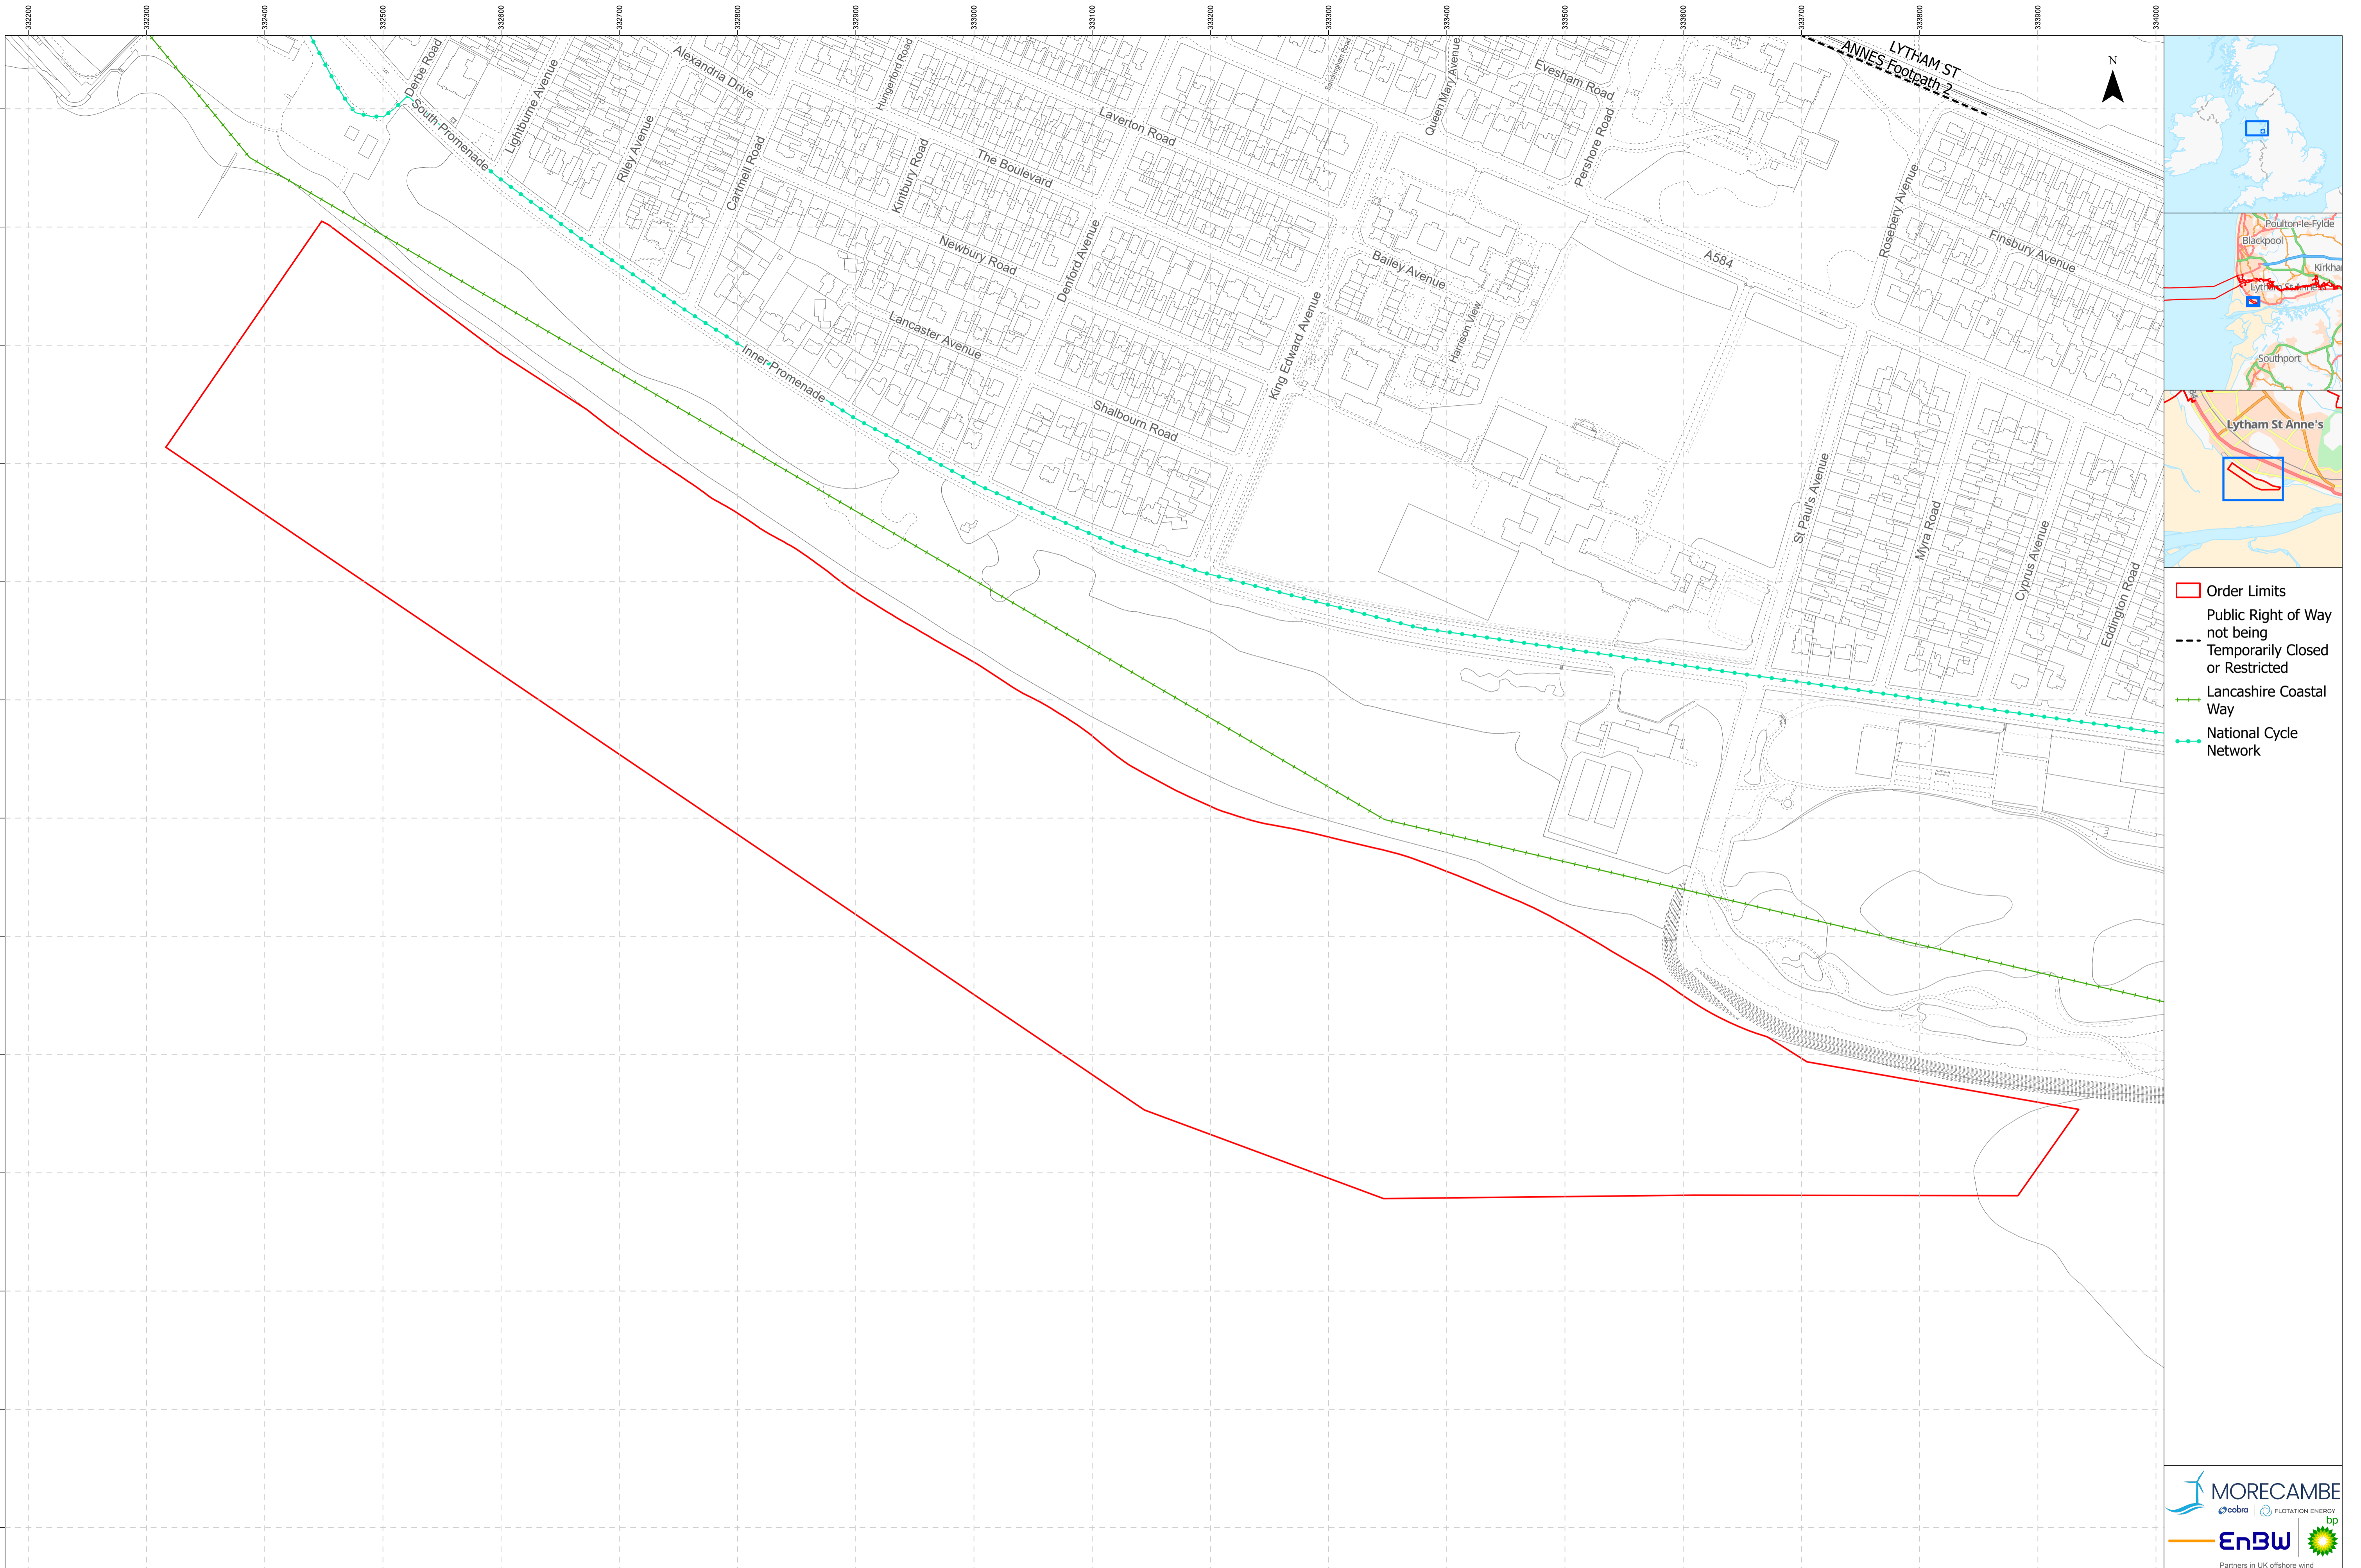 332200
332300
332400
332500
332600
332700
332800
332900
333000
333100
333200
333300
333400
333500
333600
333700
333800
333900
334000
LYTHAM ST
ANNES Footpath 2
N
Derbe Road
South Promenade
Lightburne Avenue
Alexandria Drive
Riley Avenue
Cartmell Road
Hungerford Road
Kintbury Road
The Boulevard
Laverton Road
Sandringham Road
Queen Mary Avenue
Evesham Road
Pershore Road
Newbury Road
Denford Avenue
Lancaster Avenue
Inner Promenade
Shalbourn Road
King Edward Avenue
Bailey Avenue
Harrison View
A584
Rosebery Avenue
Finsbury Avenue
St Paul's Avenue
Myra Road
Cyprus Avenue
Eddington Road
Poulton-le-Fylde
Blackpool
Kirkha
Lytham St Anne's
Southport
Lytham St Anne's
Order Limits
Public Right of Way
not being
Temporarily Closed
or Restricted
Lancashire Coastal
Way
National Cycle
Network
MORECAMBE
cobra
FLOTATION ENERGY
EnBW
bp
Partners in UK offshore wind